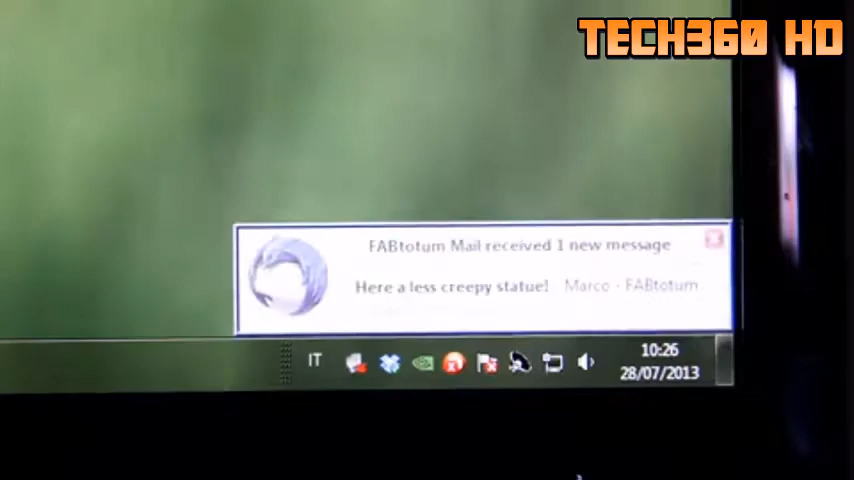 TECH360 HD
FABtotum Mail received 1 new message
Here a less creepy statue! Marco - FABtotum
IT
10:26
28/07/2013